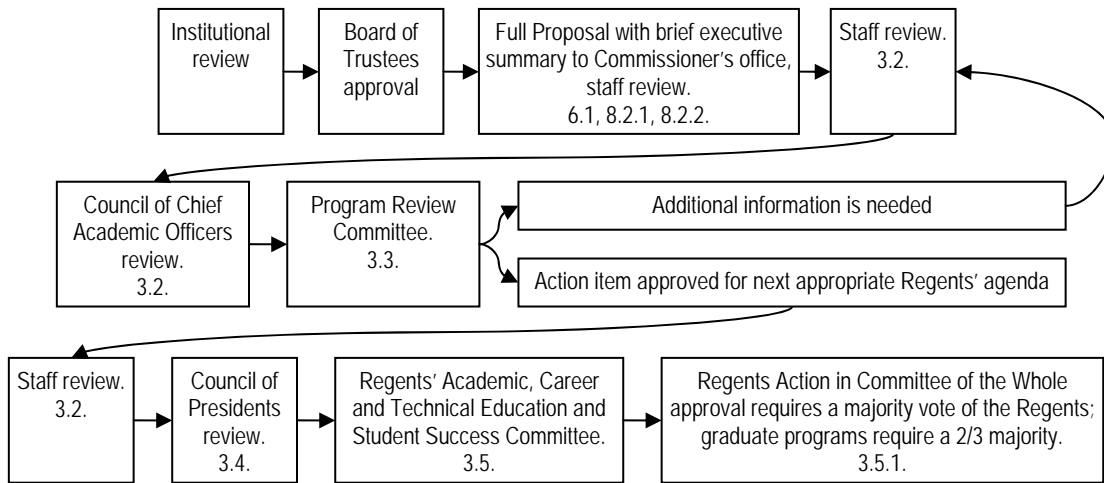 Institutional
review
Board of
Trustees
approval
Full Proposal with brief executive
summary to Commissioner's office,
staff review.
6.1, 8.2.1, 8.2.2.
Staff review.
3.2.
Council of Chief
Academic Officers
review.
3.2.
Program Review
Committee.
3.3.
Additional information is needed
Action item approved for next appropriate Regents' agenda
Staff review.
3.2.
Council of
Presidents
review.
3.4.
Regents' Academic, Career
and Technical Education and
Student Success Committee.
3.5.
Regents Action in Committee of the Whole
approval requires a majority vote of the Regents;
graduate programs require a 2/3 majority.
3.5.1.